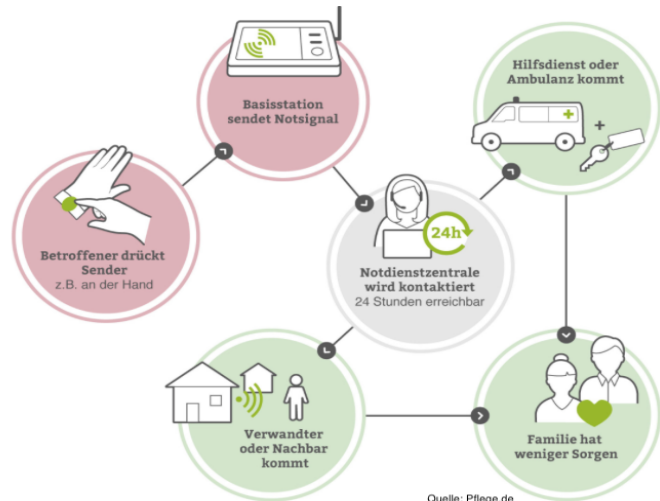 Basisstation
sendet Notsignal
Hilfsdienst oder
Ambulanz kommt
+
Betroffener drückt
Sender
z.B. an der Hand
24h
Notdienstzentrale
wird kontaktiert
24 Stunden erreichbar
Verwandter
oder Nachbar
kommt
Familie hat
weniger Sorgen
Quelle: Pflege.de